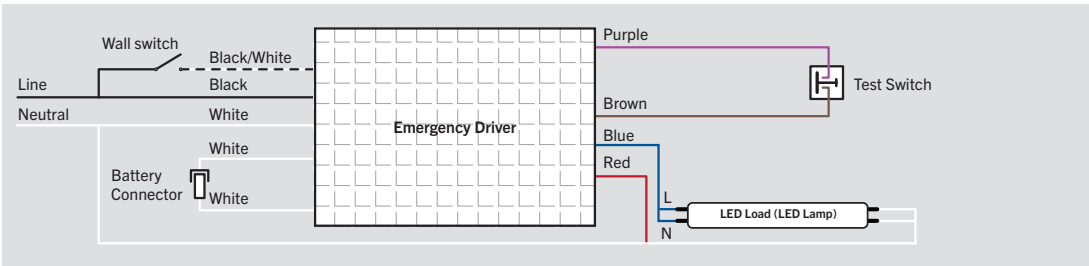 Wall switch
Black/White
Line
Black
Neutral
White
White
Battery
Connector
White
Emergency Driver
Purple
Test Switch
Brown
Blue
Red
L
LED Load (LED Lamp)
N